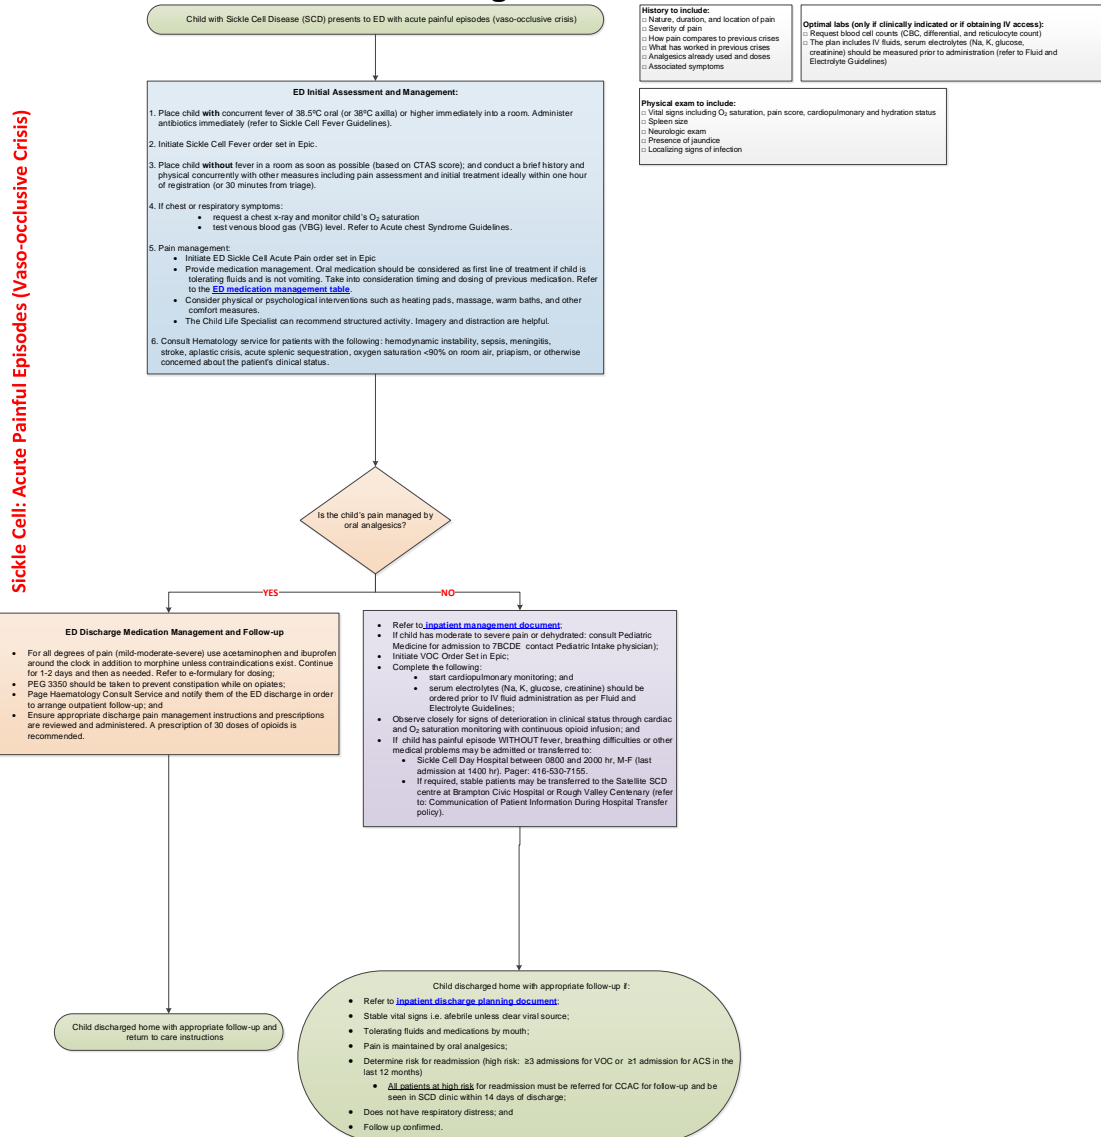 Sickle Cell: Acute Painful Episodes (Vaso-occlusive Crisis)
Child with Sickle Cell Disease (SCD) presents to ED with acute painful episodes (vaso-occlusive crisis)
History to include:
□ Nature, duration, and location of pain
□ Severity of pain
□ How pain compares to previous crises
□ What has worked in previous crises
□ Analgesics already used and doses
□ Associated symptoms
Optimal labs (only if clinically indicated or if obtaining IV access):
□ Request blood cell counts (CBC, differential, and reticulocyte count)
□ The plan includes IV fluids, serum electrolytes (Na, K, glucose,
creatinine) should be measured prior to administration (refer to Fluid and
Electrolyte Guidelines)
Physical exam to include:
□ Vital signs including O₂ saturation, pain score, cardiopulmonary and hydration status
□ Spleen size
□ Neurologic exam
□ Presence of jaundice
□ Localizing signs of infection
ED Initial Assessment and Management:
1. Place child with concurrent fever of 38.5ºC oral (or 38ºC axilla) or higher immediately into a room. Administer
antibiotics immediately (refer to Sickle Cell Fever Guidelines).
2. Initiate Sickle Cell Fever order set in Epic.
3. Place child without fever in a room as soon as possible (based on CTAS score); and conduct a brief history and
physical concurrently with other measures including pain assessment and initial treatment ideally within one hour
of registration (or 30 minutes from triage).
4. If chest or respiratory symptoms:
• request a chest x-ray and monitor child's O₂ saturation
• test venous blood gas (VBG) level. Refer to Acute chest Syndrome Guidelines.
5. Pain management:
• Initiate ED Sickle Cell Acute Pain order set in Epic
• Provide medication management. Oral medication should be considered as first line of treatment if child is
tolerating fluids and is not vomiting. Take into consideration timing and dosing of previous medication. Refer
to the ED medication management table.
• Consider physical or psychological interventions such as heating pads, massage, warm baths, and other
comfort measures.
• The Child Life Specialist can recommend structured activity. Imagery and distraction are helpful.
6. Consult Hematology service for patients with the following: hemodynamic instability, sepsis, meningitis,
stroke, aplastic crisis, acute splenic sequestration, oxygen saturation <90% on room air, priapism, or otherwise
concerned about the patient's clinical status.
Is the child's pain managed by
oral analgesics?
YES
NO
ED Discharge Medication Management and Follow-up
• For all degrees of pain (mild-moderate-severe) use acetaminophen and ibuprofen
around the clock in addition to morphine unless contraindications exist. Continue
for 1-2 days and then as needed. Refer to e-formulary for dosing;
• PEG 3350 should be taken to prevent constipation while on opiates;
• Page Haematology Consult Service and notify them of the ED discharge in order
to arrange outpatient follow-up; and
• Ensure appropriate discharge pain management instructions and prescriptions
are reviewed and administered. A prescription of 30 doses of opioids is
recommended.
• Refer to inpatient management document;
• If child has moderate to severe pain or dehydrated: consult Pediatric
Medicine for admission to 7BCDE contact Pediatric Intake physician);
• Initiate VOC Order Set in Epic;
• Complete the following:
• start cardiopulmonary monitoring; and
• serum electrolytes (Na, K, glucose, creatinine) should be
ordered prior to IV fluid administration as per Fluid and
Electrolyte Guidelines;
• Observe closely for signs of deterioration in clinical status through cardiac
and O₂ saturation monitoring with continuous opioid infusion; and
• If child has painful episode WITHOUT fever, breathing difficulties or other
medical problems may be admitted or transferred to:
• Sickle Cell Day Hospital between 0800 and 2000 hr, M-F (last
admission at 1400 hr). Pager: 416-530-7155.
• If required, stable patients may be transferred to the Satellite SCD
centre at Brampton Civic Hospital or Rough Valley Centenary (refer
to: Communication of Patient Information During Hospital Transfer
policy).
Child discharged home with appropriate follow-up and
return to care instructions
Child discharged home with appropriate follow-up if:
• Refer to inpatient discharge planning document;
• Stable vital signs i.e. afebrile unless clear viral source;
• Tolerating fluids and medications by mouth;
• Pain is maintained by oral analgesics;
• Determine risk for readmission (high risk: ≥3 admissions for VOC or ≥1 admission for ACS in the
last 12 months)
• All patients at high risk for readmission must be referred for CCAC for follow-up and be
seen in SCD clinic within 14 days of discharge;
• Does not have respiratory distress; and
• Follow up confirmed.